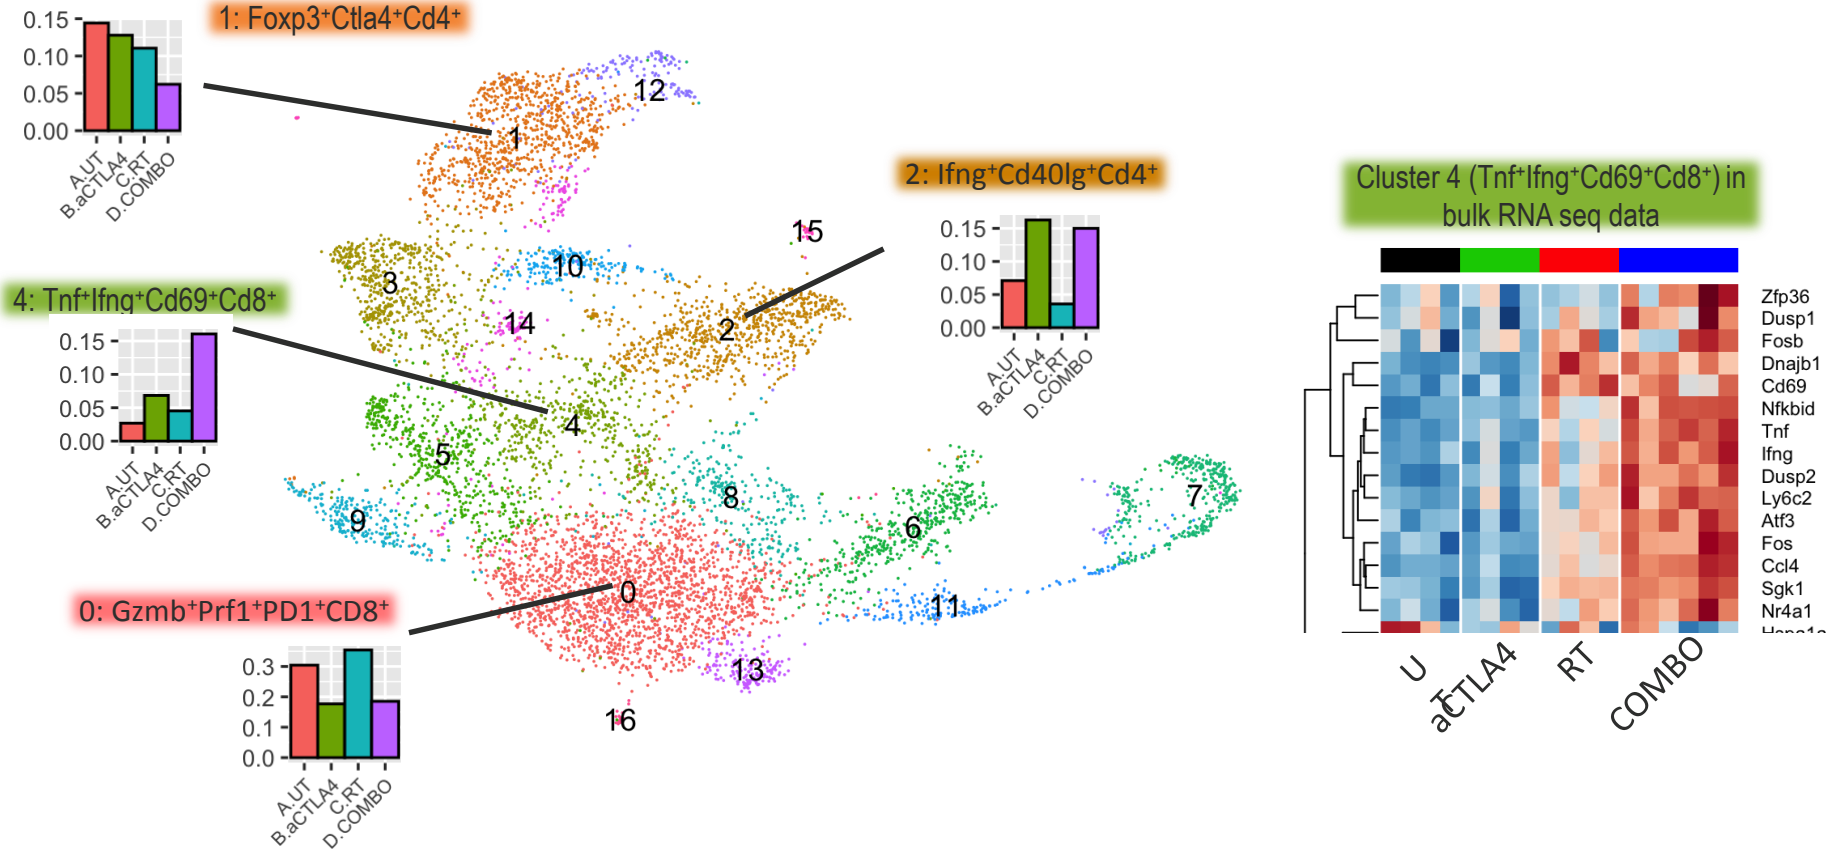 1: Foxp3⁺Ctla4⁺Cd4⁺
0.15
0.10
0.05
0.00
A.UT
B.aCTLA4
C.RT
D.COMBO
12
1
2: Ifng⁺Cd40lg⁺Cd4⁺
0.15
0.10
0.05
0.00
A.UT
B.aCTLA4
C.RT
D.COMBO
15
3
10
14
2
4: Tnf⁺Ifng⁺Cd69⁺Cd8⁺
0.15
0.10
0.05
0.00
A.UT
B.aCTLA4
C.RT
D.COMBO
4
5
9
8
6
7
0
11
13
16
0: Gzmb⁺Prf1⁺PD1⁺CD8⁺
0.3
0.2
0.1
0.0
A.UT
B.aCTLA4
C.RT
D.COMBO
Cluster 4 (Tnf⁺Ifng⁺Cd69⁺Cd8⁺) in
bulk RNA seq data
Zfp36
Dusp1
Fosb
Dnajb1
Cd69
Nfkbid
Tnf
Ifng
Dusp2
Ly6c2
Atf3
Fos
Ccl4
Sgk1
Nr4a1
U
T
aCTLA4
RT
COMBO